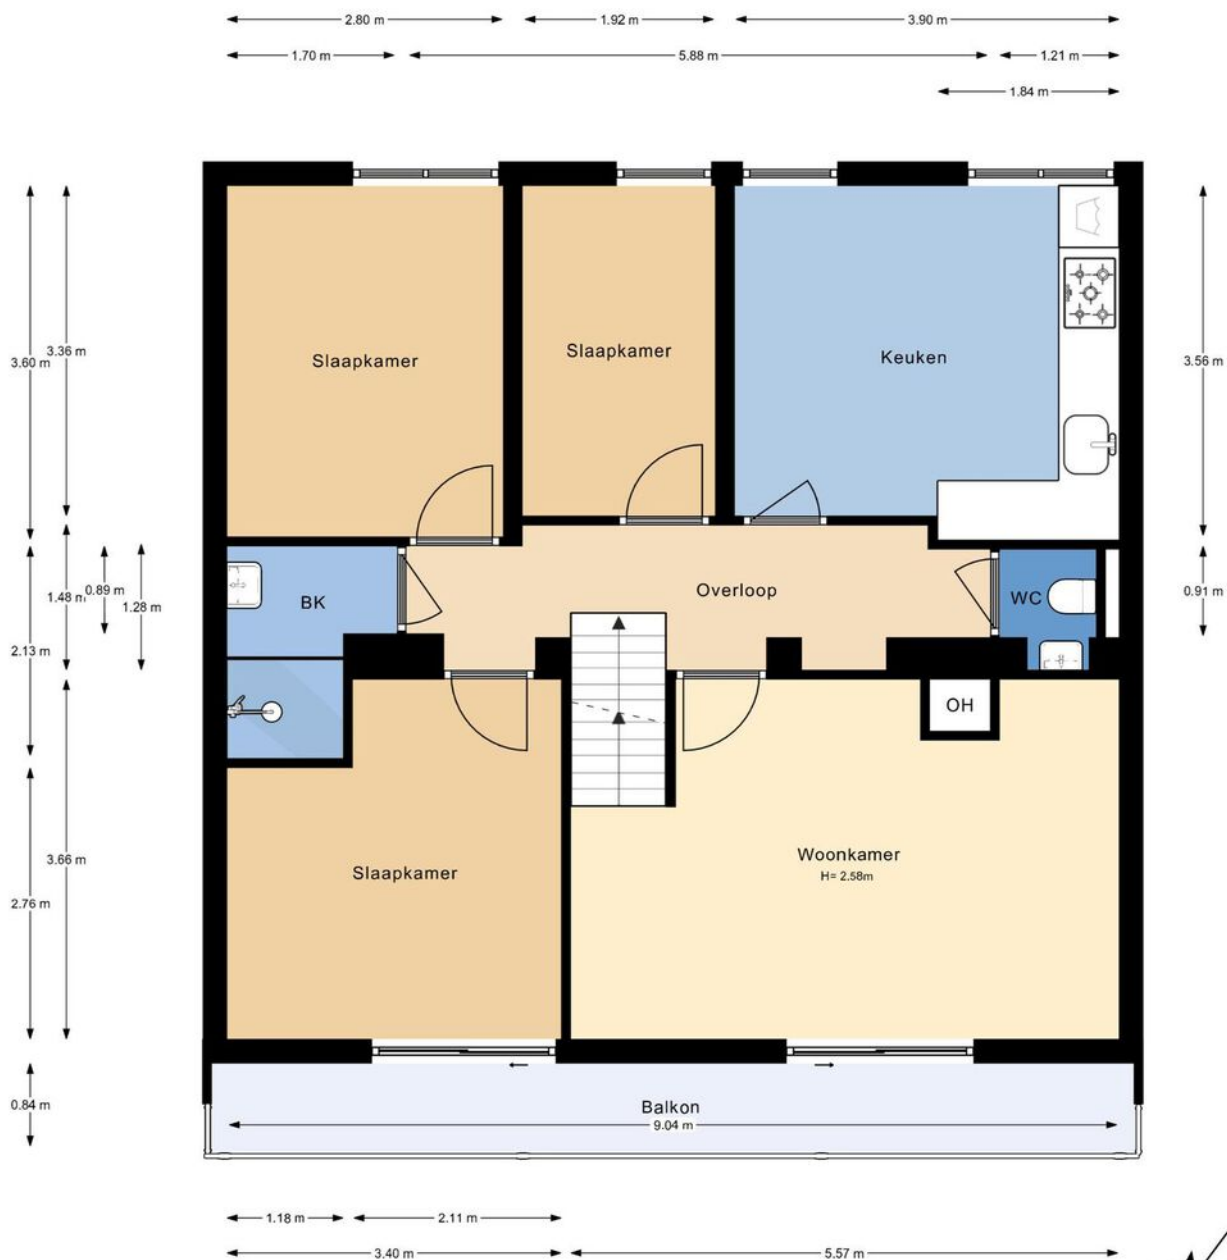 2.80 m
1.92 m
3.90 m
1.70 m
5.88 m
1.21 m
1.84 m
3.60 m
3.36 m
3.56 m
Slaapkamer
Slaapkamer
Keuken
1.48 m
0.89 m
1.28 m
2.13 m
BK
Overloop
WC
0.91 m
OH
3.66 m
2.76 m
Slaapkamer
Woonkamer
H= 2.58m
0.84 m
Balkon
9.04 m
1.18 m
2.11 m
3.40 m
5.57 m